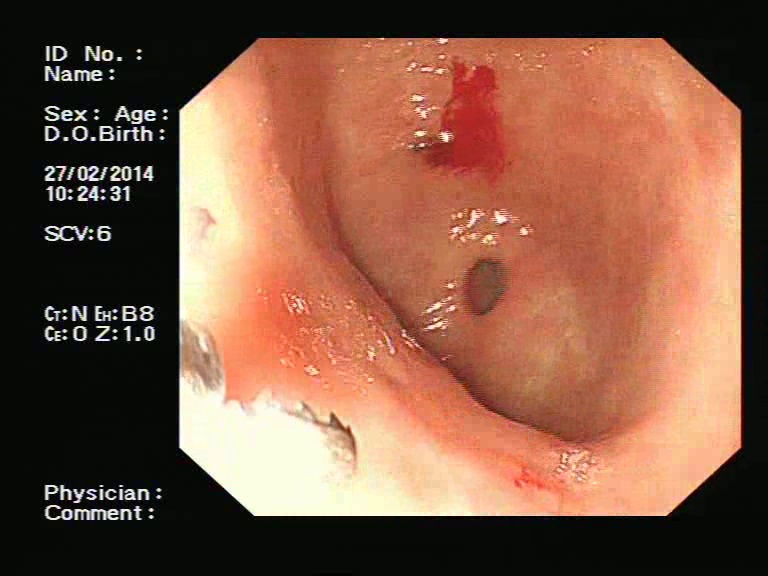 ID No. :
Name:
Sex: Age:
D.O.Birth:
27/02/2014
10:24:31
SCV:6
CT:N EH:B8
CE:0 Z:1.0
Physician:
Comment: